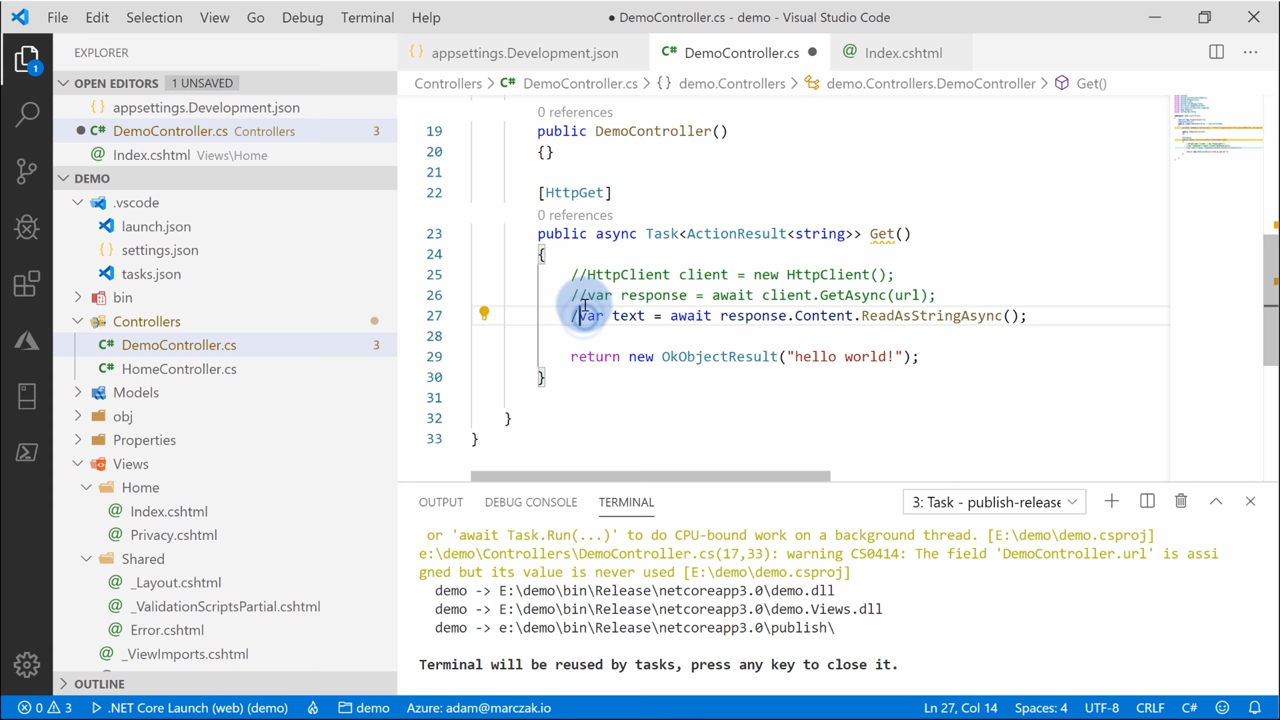 File Edit Selection View Go Debug Terminal Help
● DemoController.cs - demo - Visual Studio Code
EXPLORER
OPEN EDITORS 1 UNSAVED
{} appsettings.Development.json
● C# DemoController.cs Controllers 3
@ Index.cshtml Views\Home
DEMO
.vscode
launch.json
{} settings.json
tasks.json
bin
Controllers
C# DemoController.cs 3
C# HomeController.cs
Models
obj
Properties
Views
Home
@ Index.cshtml
@ Privacy.cshtml
Shared
@ _Layout.cshtml
@ _ValidationScriptsPartial.cshtml
@ Error.cshtml
@ _ViewImports.cshtml
OUTLINE
1
{} appsettings.Development.json
C# DemoController.cs ●
@ Index.cshtml
Controllers > C# DemoController.cs > {} demo.Controllers > demo.Controllers.DemoController > Get()
0 references
19 public DemoController()
20 {}
21
22 [HttpGet]
0 references
23 public async Task<ActionResult<string>> Get()
24 {
25 //HttpClient client = new HttpClient();
26 //var response = await client.GetAsync(url);
27 /var text = await response.Content.ReadAsStringAsync();
28
29 return new OkObjectResult("hello world!");
30 }
31
32 }
33 }
OUTPUT DEBUG CONSOLE TERMINAL
3: Task - publish-release
or 'await Task.Run(...)' to do CPU-bound work on a background thread. [E:\demo\demo.csproj]
e:\demo\Controllers\DemoController.cs(17,33): warning CS0414: The field 'DemoController.url' is assi
gned but its value is never used [E:\demo\demo.csproj]
demo -> E:\demo\bin\Release\netcoreapp3.0\demo.dll
demo -> E:\demo\bin\Release\netcoreapp3.0\demo.Views.dll
demo -> e:\demo\bin\Release\netcoreapp3.0\publish\
Terminal will be reused by tasks, press any key to close it.
0 3 .NET Core Launch (web) (demo) demo Azure: adam@marczak.io Ln 27, Col 14 Spaces: 4 UTF-8 CRLF C#